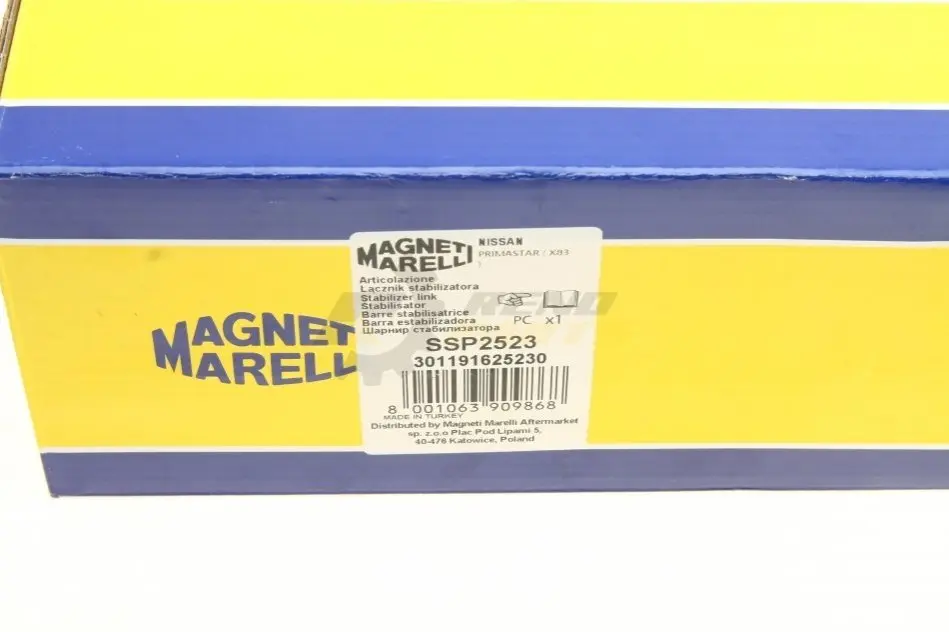 MAGNETI
MARELLI
NISSAN
PRIMASTAR / X83
)
Articolazione
Łącznik stabilizatora
Stabilizer link
Stabilisator
Barre stabilisatrice
Barra estabilizadora
Шарнир стабилизатора
PC x1
SSP2523
301191625230
8 001063 909868
MADE IN TURKEY
Distributed by Magneti Marelli Aftermarket
sp. z.o.o Plac Pod Lipami 5,
40-476 Katowice, Poland
MAGNET
MARELL